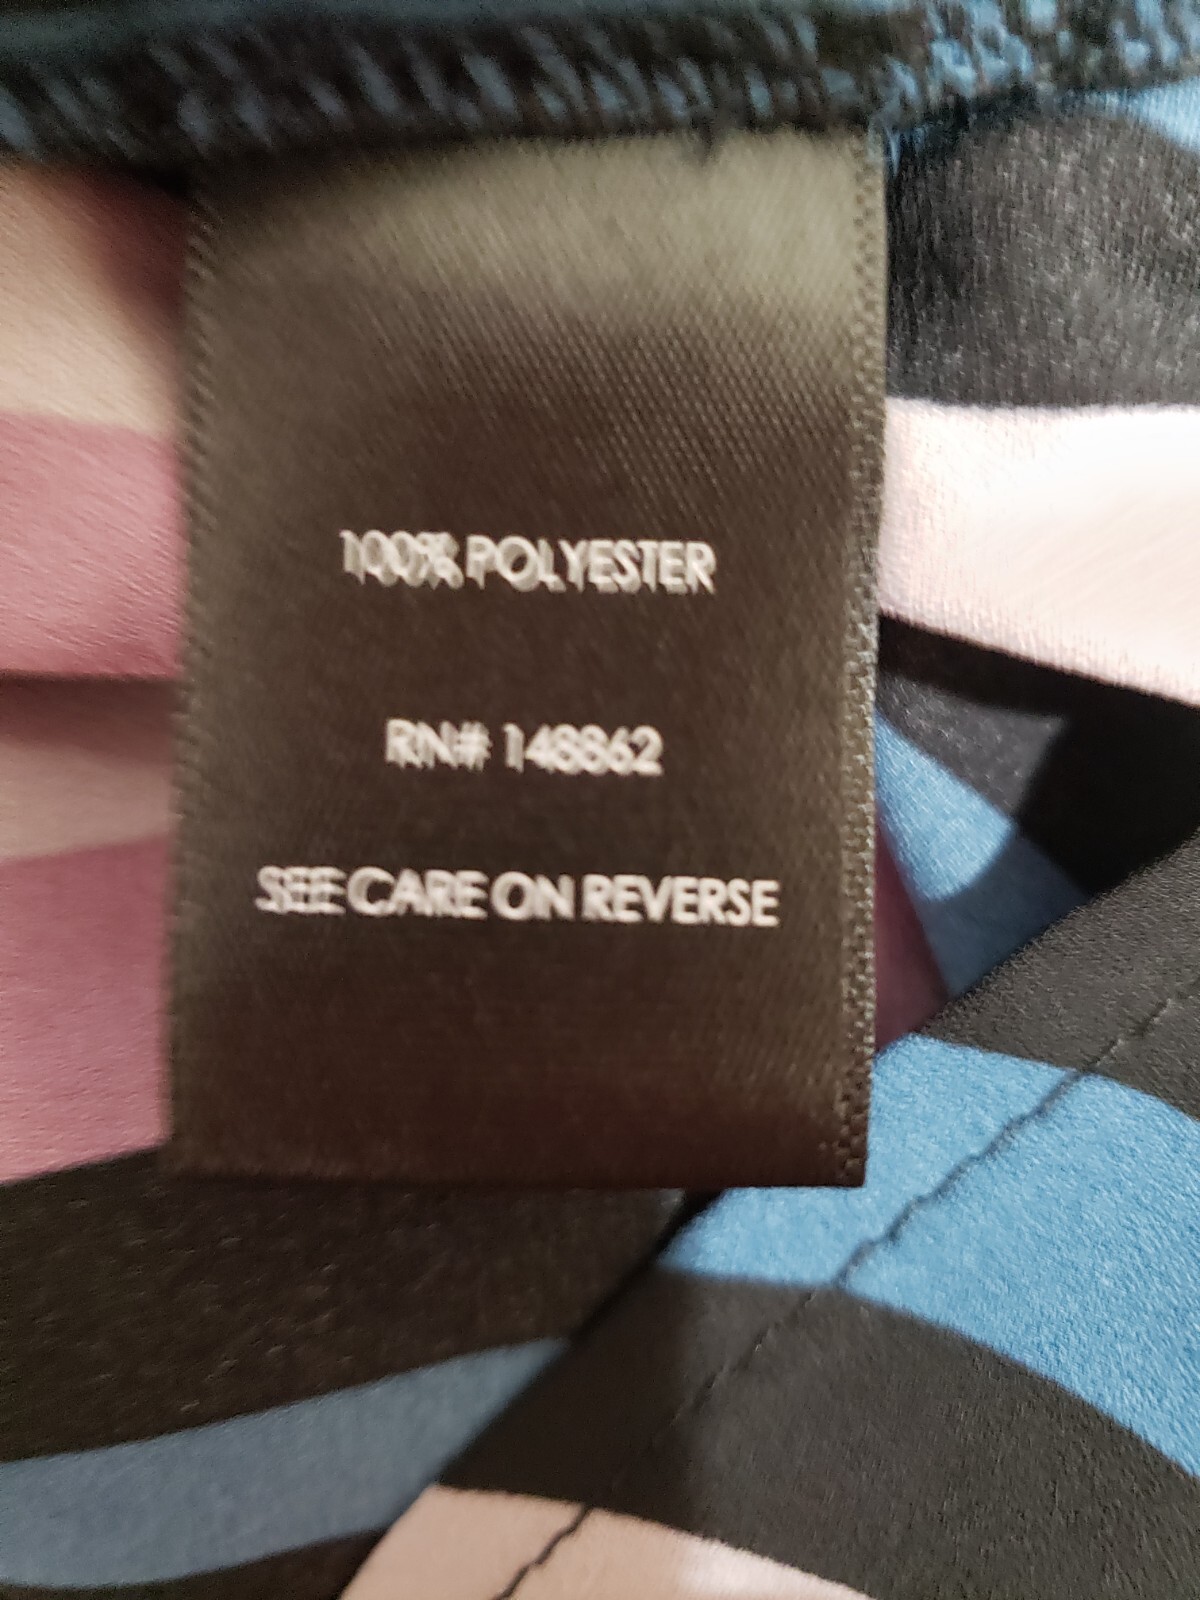 100% POLYESTER
RN# 148862
SEE CARE ON REVERSE